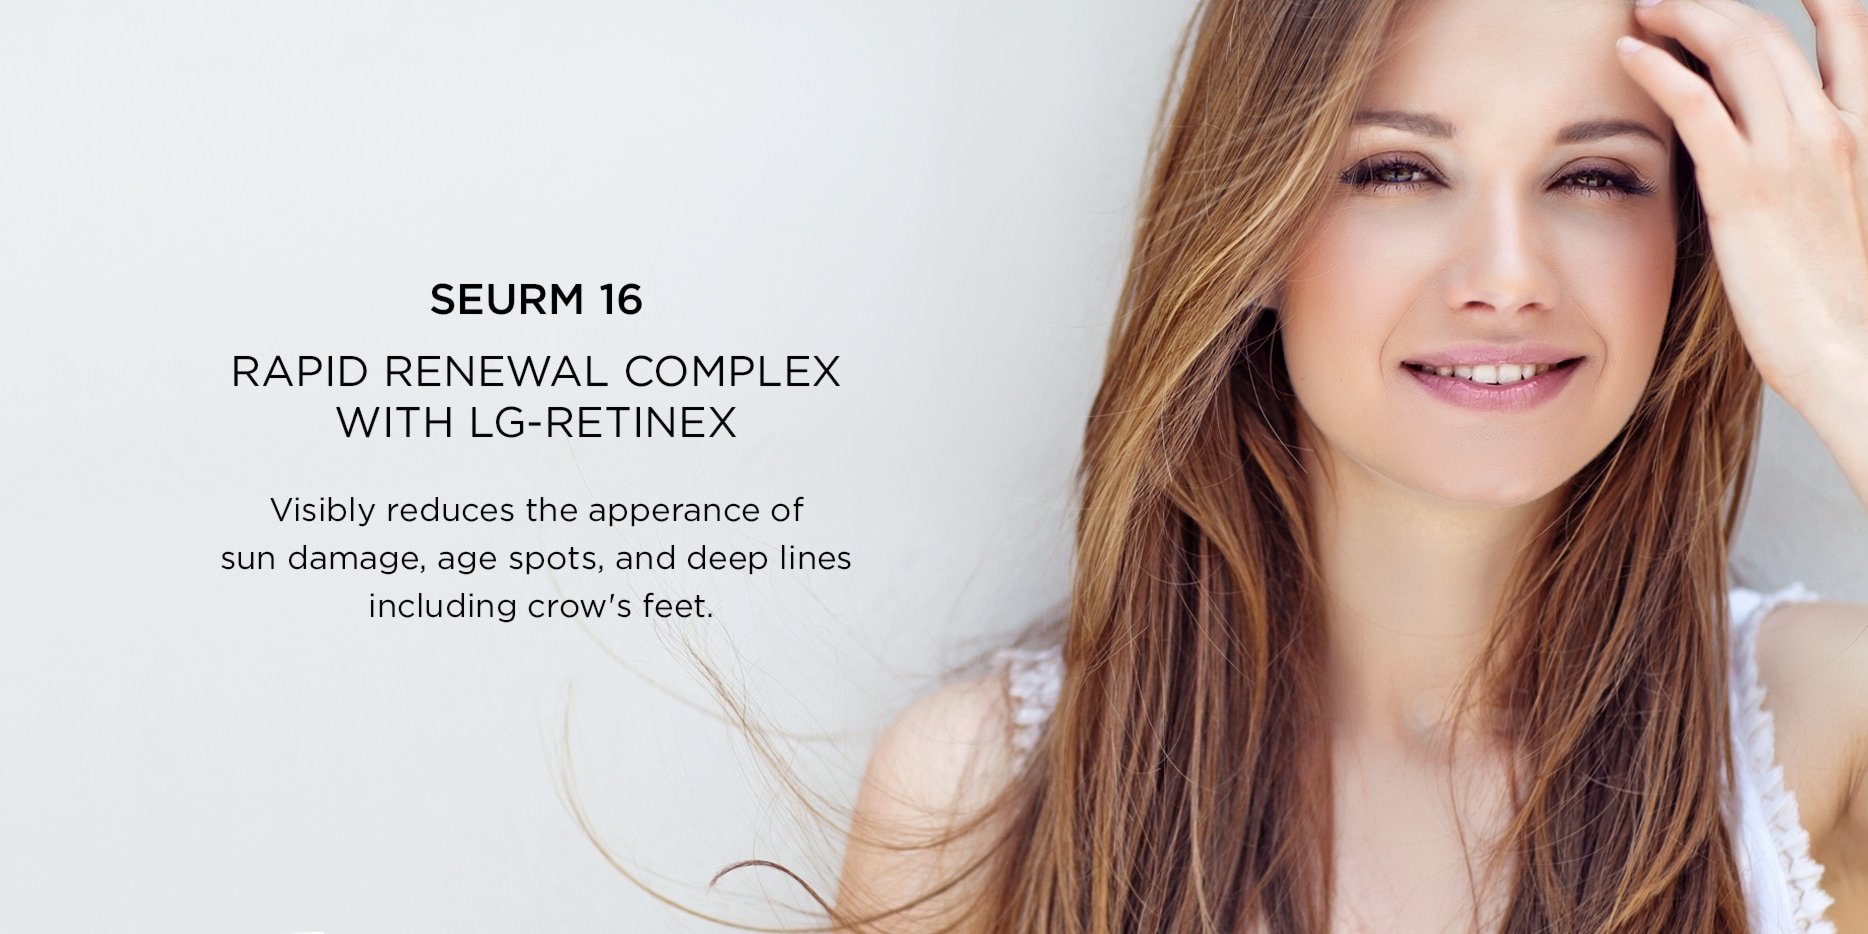 SEURM 16
RAPID RENEWAL COMPLEX
WITH LG-RETINEX
Visibly reduces the apperance of
sun damage, age spots, and deep lines
including crow's feet.